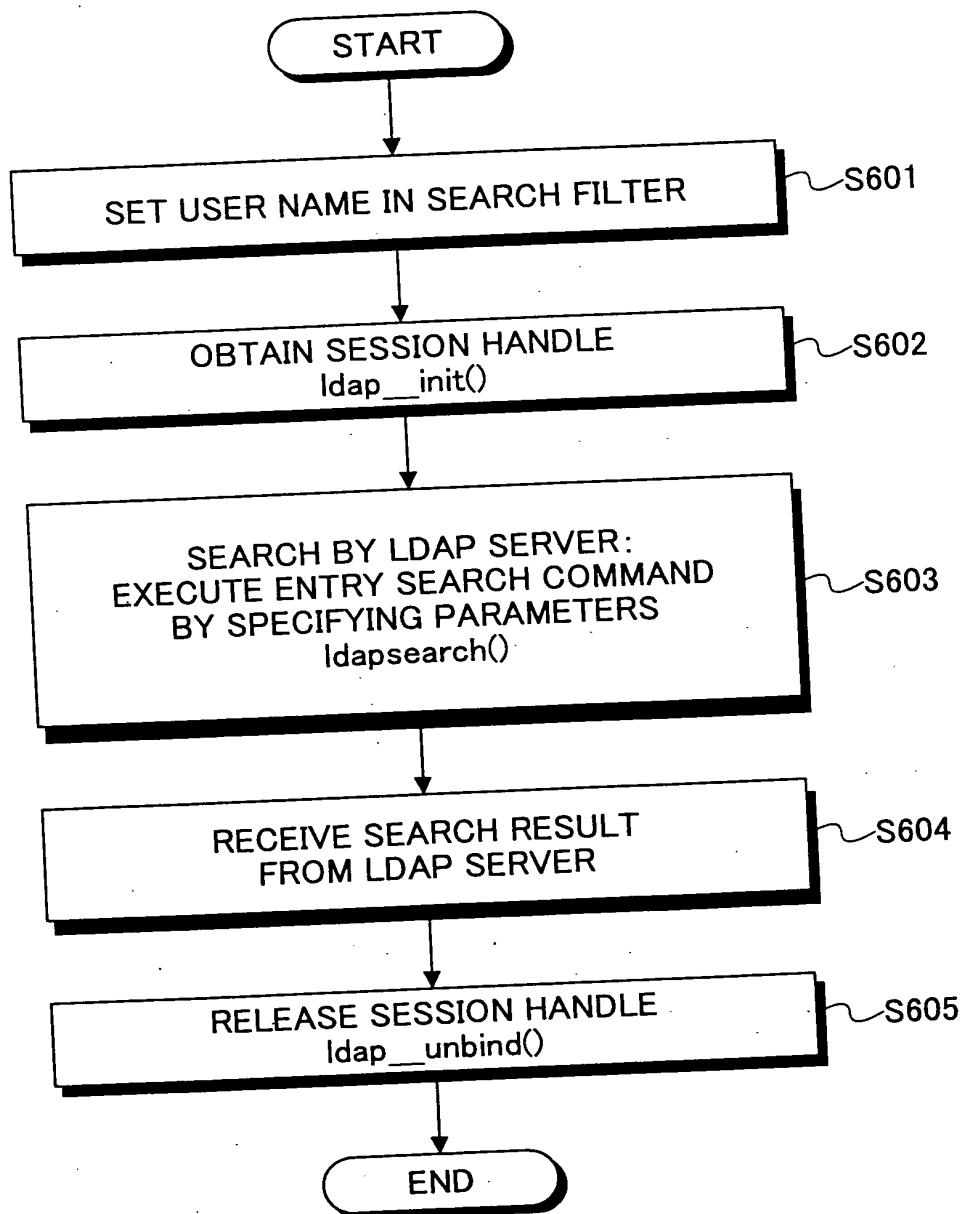 START
SET USER NAME IN SEARCH FILTER
S601
OBTAIN SESSION HANDLE
ldap__init()
S602
SEARCH BY LDAP SERVER:
EXECUTE ENTRY SEARCH COMMAND
BY SPECIFYING PARAMETERS
ldapsearch()
S603
RECEIVE SEARCH RESULT
FROM LDAP SERVER
S604
RELEASE SESSION HANDLE
ldap__unbind()
S605
END